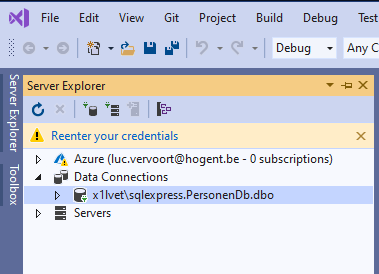 File Edit View Git Project Build Debug Test
Debug Any C
Server Explorer
Server Explorer
Toolbox
Reenter your credentials
Azure (luc.vervoort@hogent.be - 0 subscriptions)
Data Connections
x1lvet\sqlexpress.PersonenDb.dbo
Servers